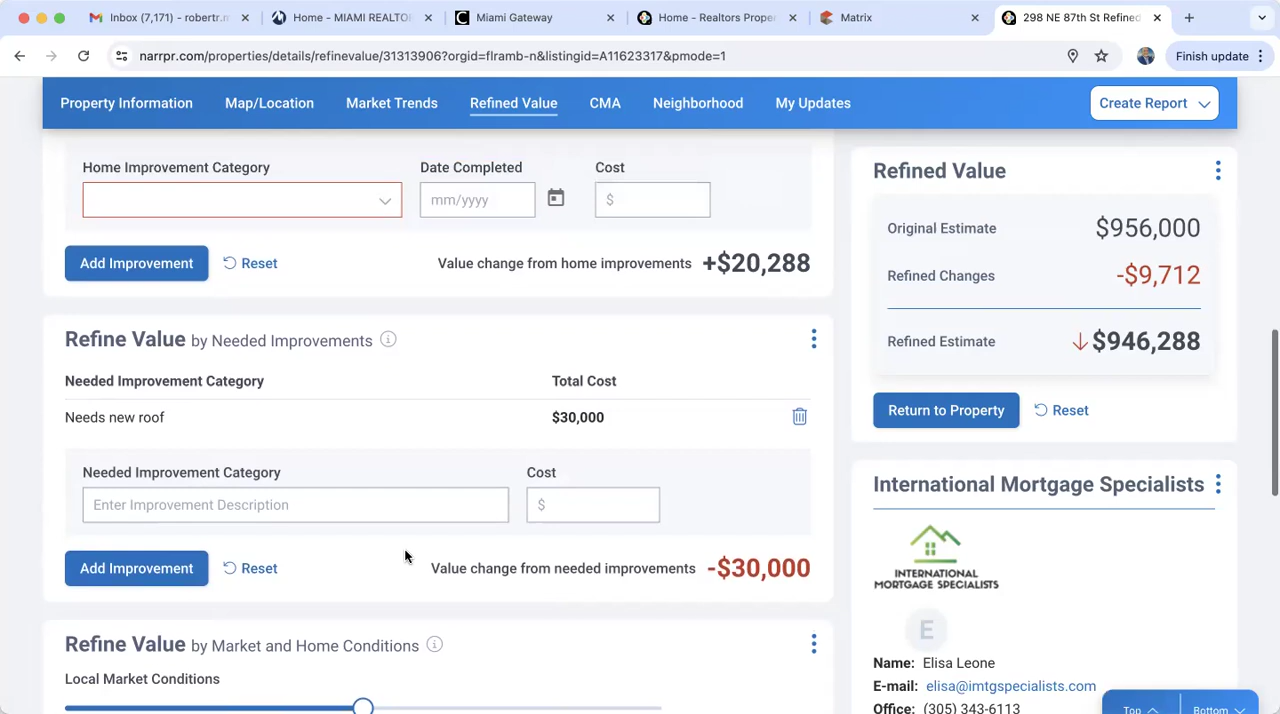 Inbox (7,171) - robertr.m
Home - MIAMI REALTO
Miami Gateway
Home - Realtors Prope
Matrix
298 NE 87th St Refined
narrpr.com/properties/details/refinevalue/31313906?orgid=flramb-n&listingid=A11623317&pmode=1
Finish update
Property Information
Map/Location
Market Trends
Refined Value
CMA
Neighborhood
My Updates
Create Report
Home Improvement Category
Date Completed
Cost
mm/yyyy
$
Add Improvement
Reset
Value change from home improvements +$20,288
Refine Value by Needed Improvements
Needed Improvement Category
Total Cost
Needs new roof
$30,000
Needed Improvement Category
Cost
Enter Improvement Description
$
Add Improvement
Reset
Value change from needed improvements -$30,000
Refine Value by Market and Home Conditions
Local Market Conditions
Refined Value
Original Estimate $956,000
Refined Changes -$9,712
Refined Estimate $946,288
Return to Property
Reset
International Mortgage Specialists
INTERNATIONAL
MORTGAGE SPECIALISTS
E
Name: Elisa Leone
E-mail: elisa@imtgspecialists.com
Office: (305) 343-6113
Top
Bottom